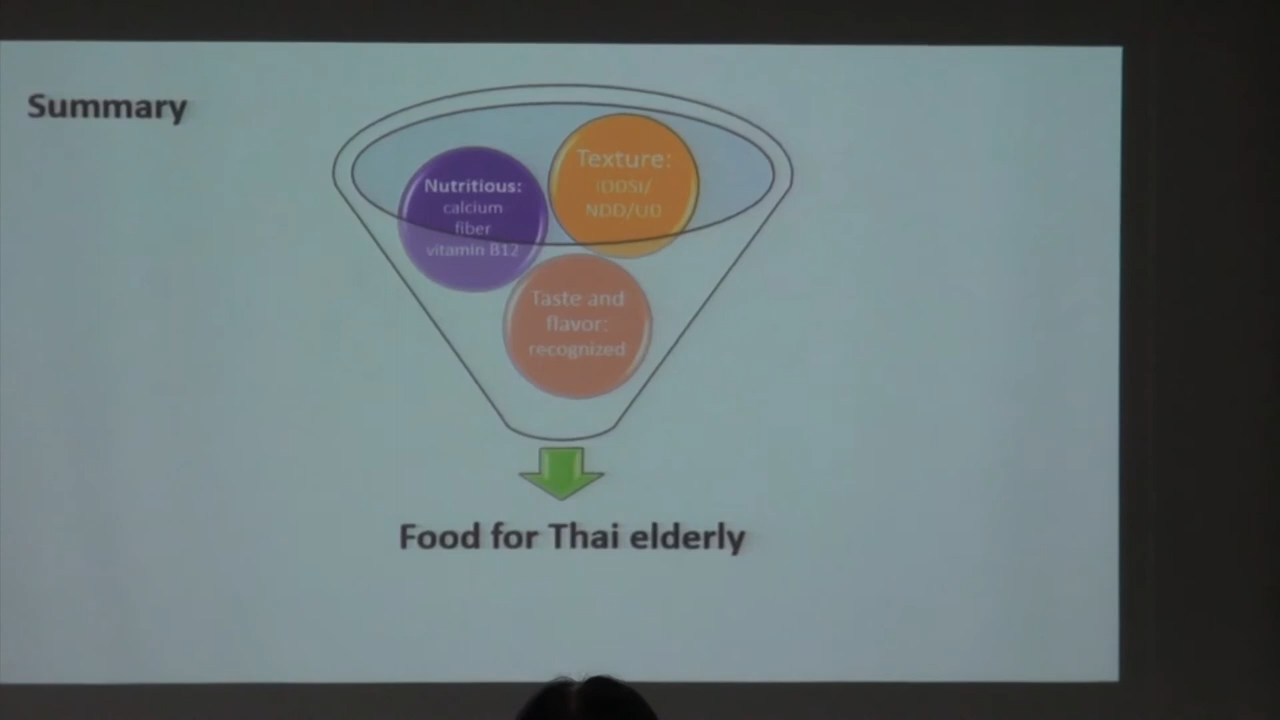 Summary
Nutritious:
calcium
fiber
vitamin B12
Texture:
IDDSI/
NDD/UD
Taste and
flavor:
recognized
Food for Thai elderly